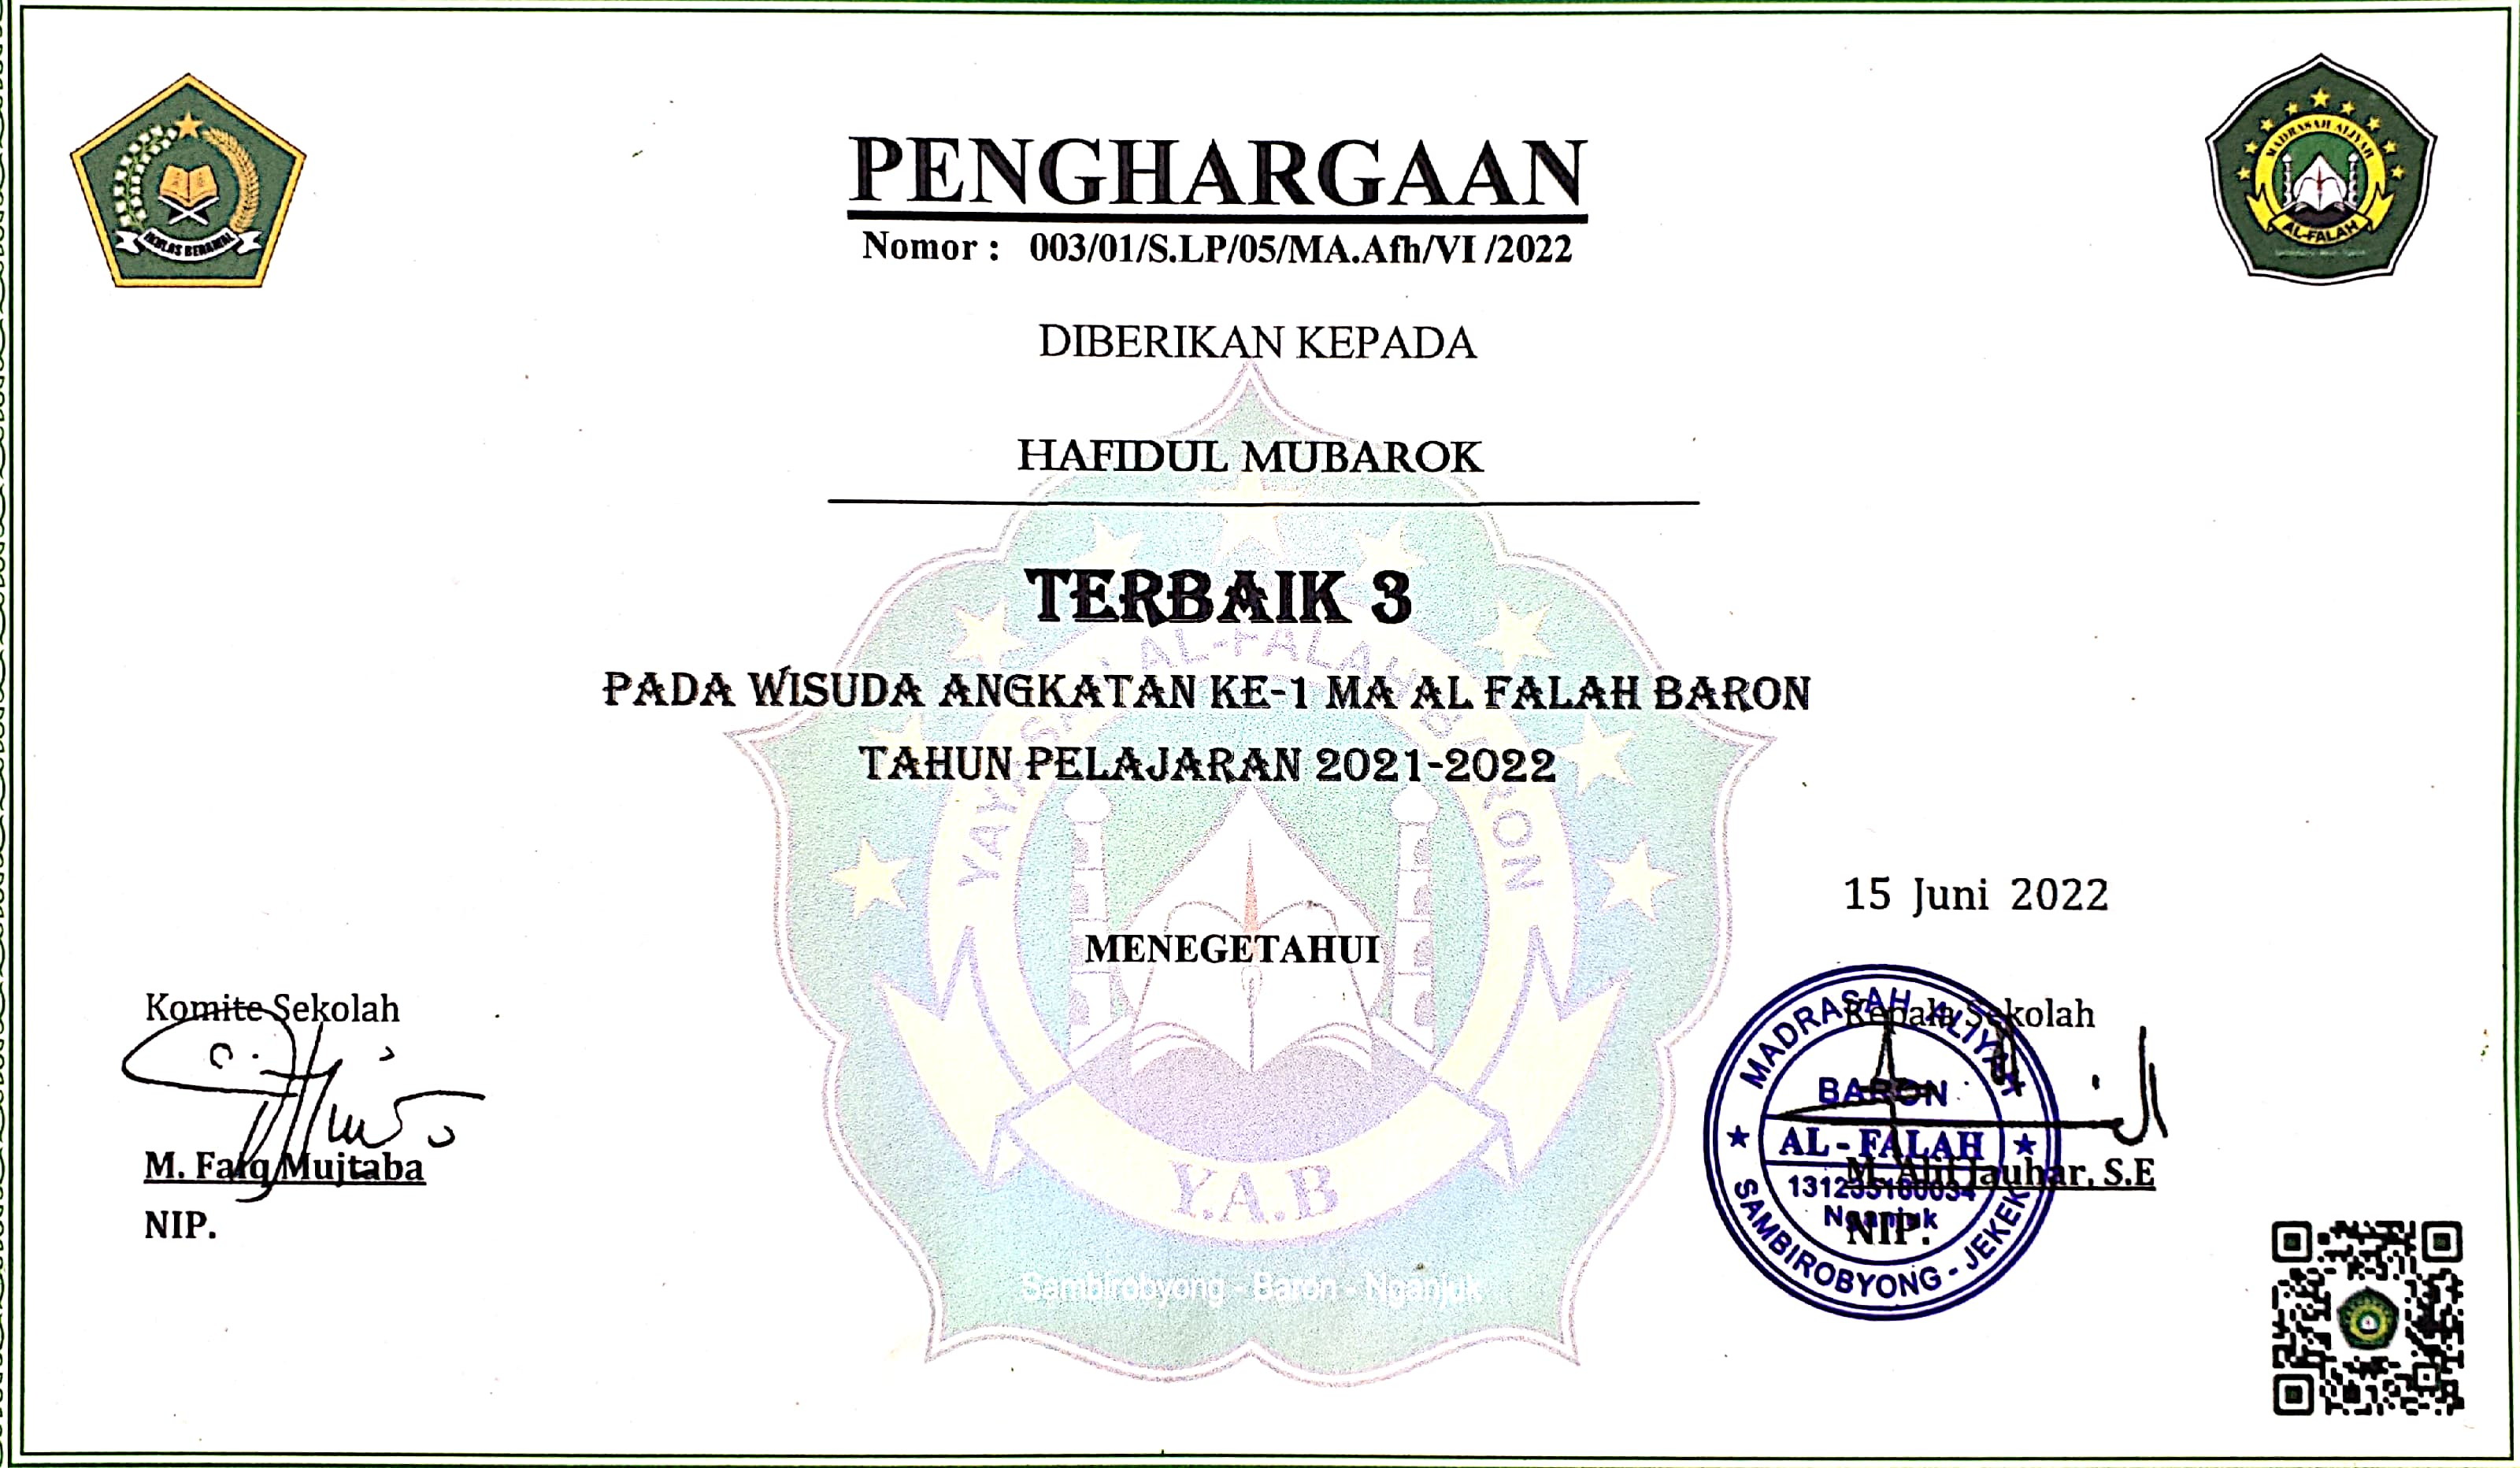 IKHLAS BERAMAL
MADRASAH ALIYAH
AL-FALAH
PENGHARGAAN
Nomor : 003/01/S.LP/05/MA.Afh/VI /2022
DIBERIKAN KEPADA
HAFIDUL MUBAROK
TERBAIK 3
PADA WISUDA ANGKATAN KE-1 MA AL FALAH BARON
TAHUN PELAJARAN 2021-2022
YAYASAN AL-FALAH BARON
15 Juni 2022
MENEGETAHUI
Komite Sekolah
Kepala Sekolah
MADRASAH ALIYAH
BARON
AL - FALAH
Nganjuk
SAMBIROBYONG - JEKEK
M. Faiq Mujtaba
M. Alif Jauhar, S.E
NIP.
NIP.
Y.A.B
Sambirobyong - Baron - Nganjuk